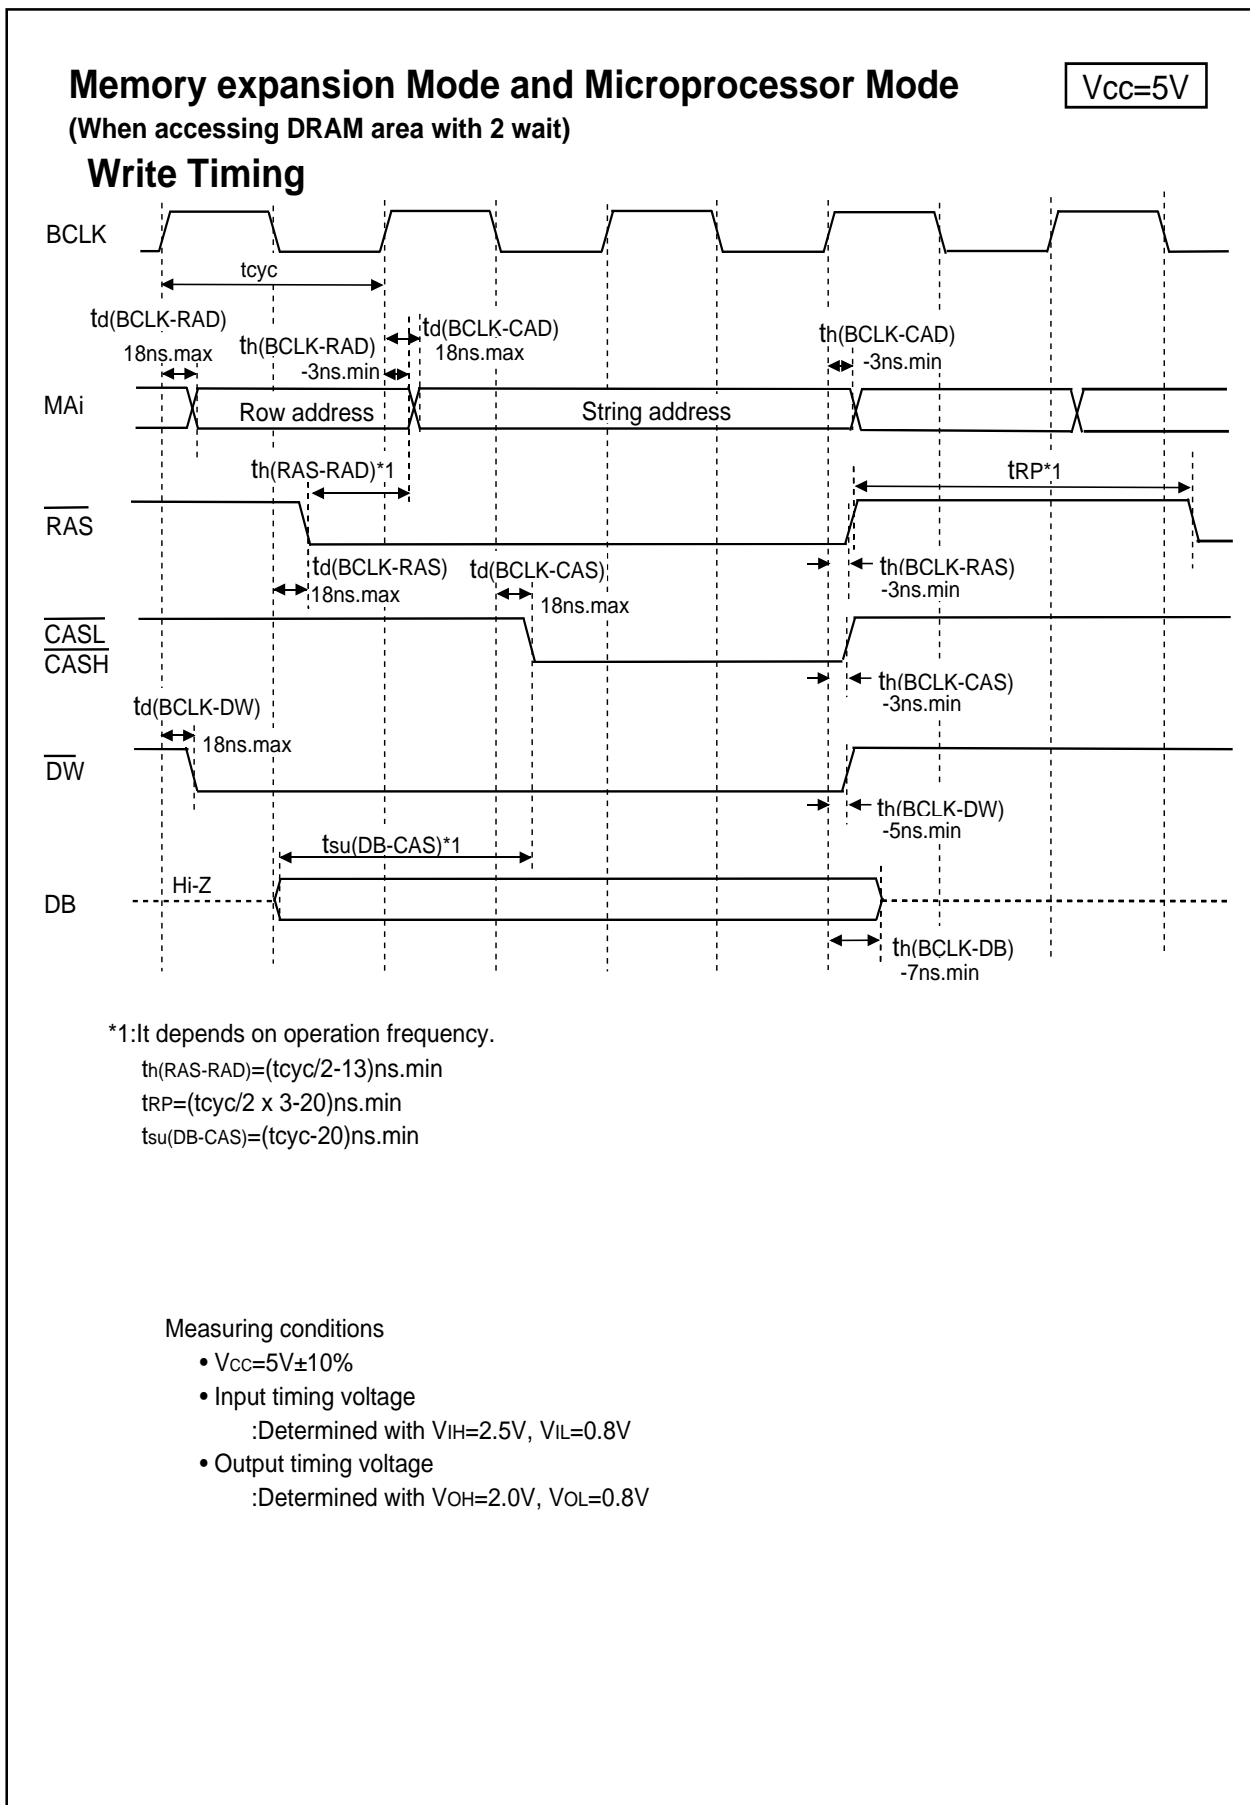 Memory expansion Mode and Microprocessor Mode
Vcc=5V
(When accessing DRAM area with 2 wait)
Write Timing
BCLK
tcyc
td(BCLK-RAD)
18ns.max
th(BCLK-RAD)
-3ns.min
td(BCLK-CAD)
18ns.max
th(BCLK-CAD)
-3ns.min
MAi
Row address
String address
th(RAS-RAD)*1
tRP*1
RAS
td(BCLK-RAS)
18ns.max
td(BCLK-CAS)
18ns.max
th(BCLK-RAS)
-3ns.min
CASL
CASH
th(BCLK-CAS)
-3ns.min
td(BCLK-DW)
18ns.max
DW
th(BCLK-DW)
-5ns.min
tsu(DB-CAS)*1
Hi-Z
DB
th(BCLK-DB)
-7ns.min
*1:It depends on operation frequency.
th(RAS-RAD)=(tcyc/2-13)ns.min
tRP=(tcyc/2 x 3-20)ns.min
tsu(DB-CAS)=(tcyc-20)ns.min
Measuring conditions
• VCC=5V±10%
• Input timing voltage
:Determined with VIH=2.5V, VIL=0.8V
• Output timing voltage
:Determined with VOH=2.0V, VOL=0.8V